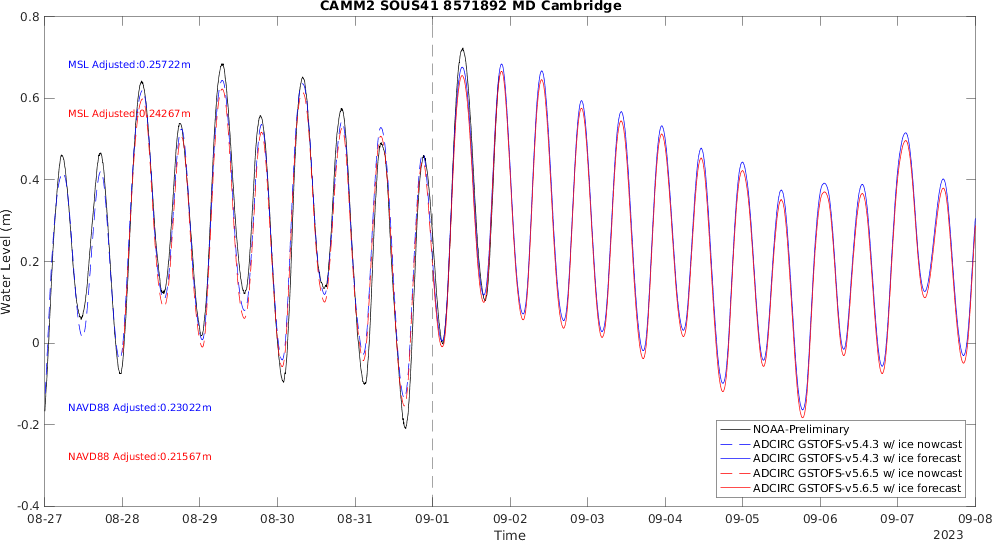 CAMM2 SOUS41 8571892 MD Cambridge
0.8
0.6
0.4
0.2
0
-0.2
-0.4
Water Level (m)
MSL Adjusted:0.25722m
MSL Adjusted:0.24267m
NAVD88 Adjusted:0.23022m
NAVD88 Adjusted:0.21567m
NOAA-Preliminary
ADCIRC GSTOFS-v5.4.3 w/ ice nowcast
ADCIRC GSTOFS-v5.4.3 w/ ice forecast
ADCIRC GSTOFS-v5.6.5 w/ ice nowcast
ADCIRC GSTOFS-v5.6.5 w/ ice forecast
08-27 08-28 08-29 08-30 08-31 09-01 09-02 09-03 09-04 09-05 09-06 09-07 09-08
Time
2023